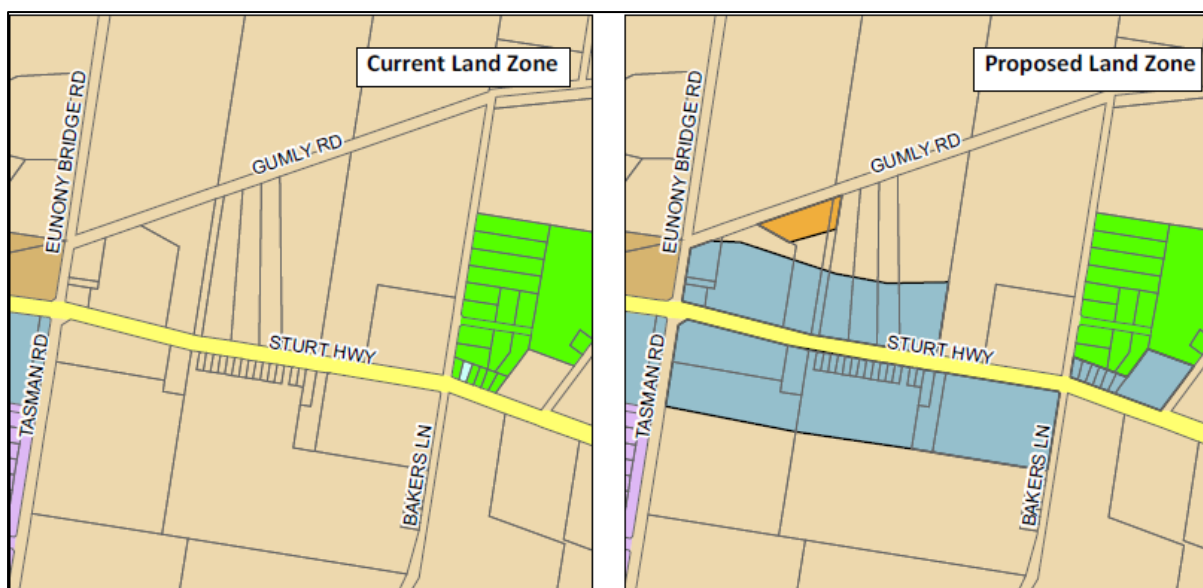 Current Land Zone
EUNONY BRIDGE RD
GUMLY RD
STURT HWY
TASMAN RD
BAKERS LN
Proposed Land Zone
EUNONY BRIDGE RD
GUMLY RD
STURT HWY
TASMAN RD
BAKERS LN